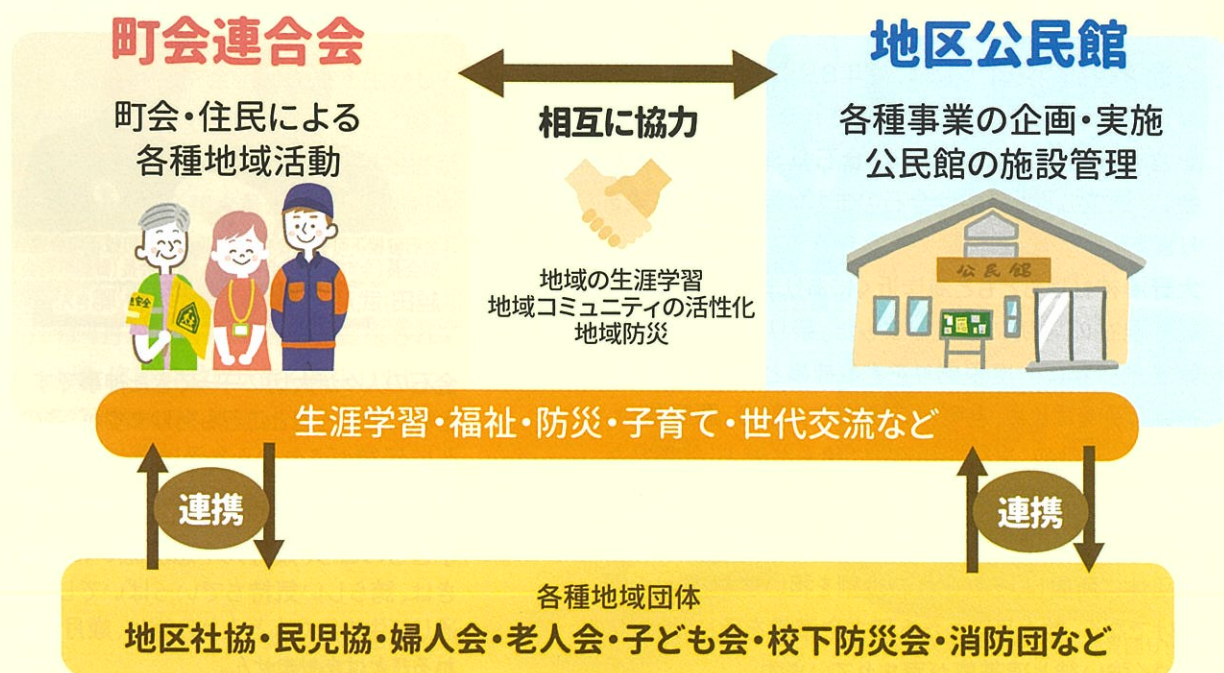 町会連合会
町会・住民による
各種地域活動
相互に協力
地域の生涯学習
地域コミュニティの活性化
地域防災
地区公民館
各種事業の企画・実施
公民館の施設管理
公民館
生涯学習・福祉・防災・子育て・世代交流など
連携
連携
各種地域団体
地区社協・民児協・婦人会・老人会・子ども会・校下防災会・消防団など